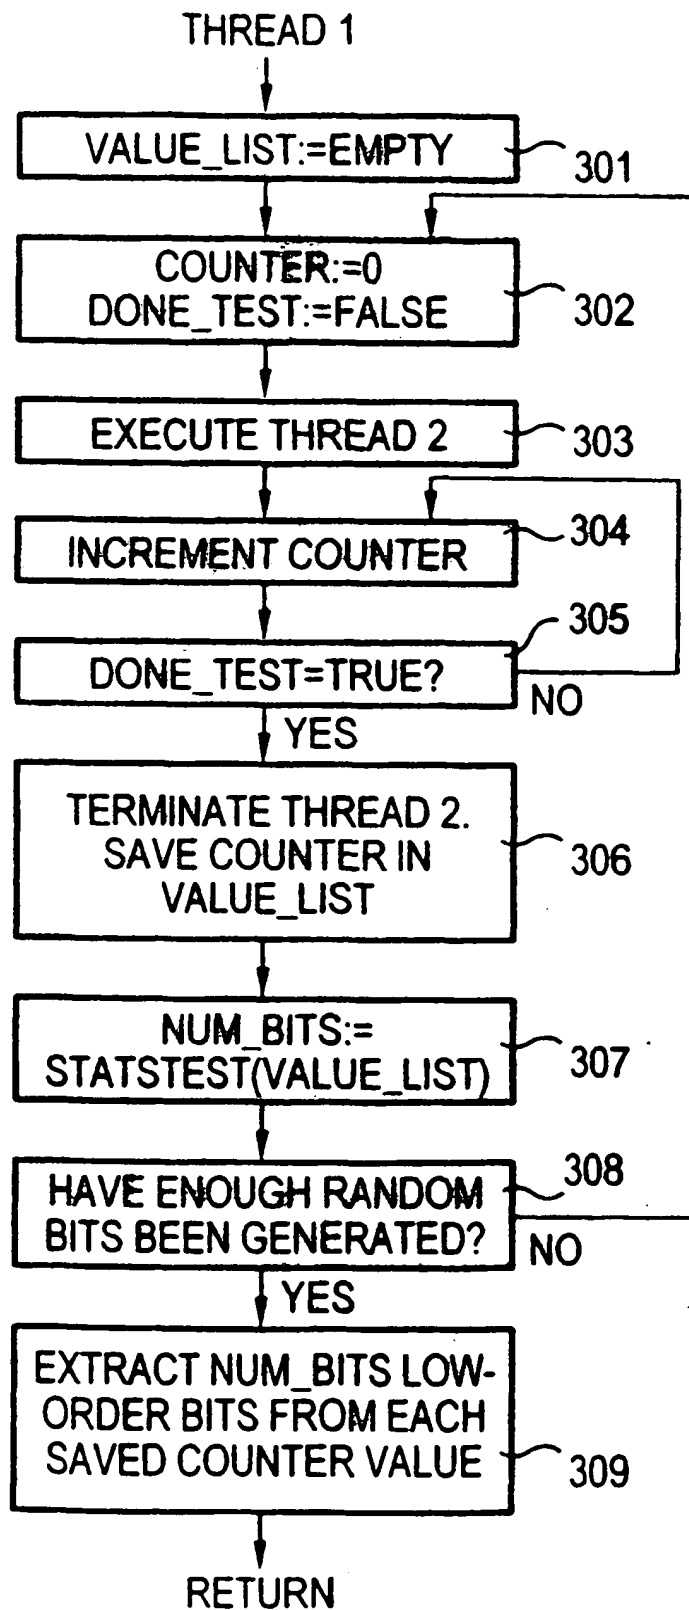 THREAD 1
VALUE_LIST:=EMPTY
301
COUNTER:=0
DONE_TEST:=FALSE
302
EXECUTE THREAD 2
303
INCREMENT COUNTER
304
DONE_TEST=TRUE?
305
NO
YES
TERMINATE THREAD 2.
SAVE COUNTER IN
VALUE_LIST
306
NUM_BITS:=
STATSTEST(VALUE_LIST)
307
HAVE ENOUGH RANDOM
BITS BEEN GENERATED?
308
NO
YES
EXTRACT NUM_BITS LOW-
ORDER BITS FROM EACH
SAVED COUNTER VALUE
309
RETURN